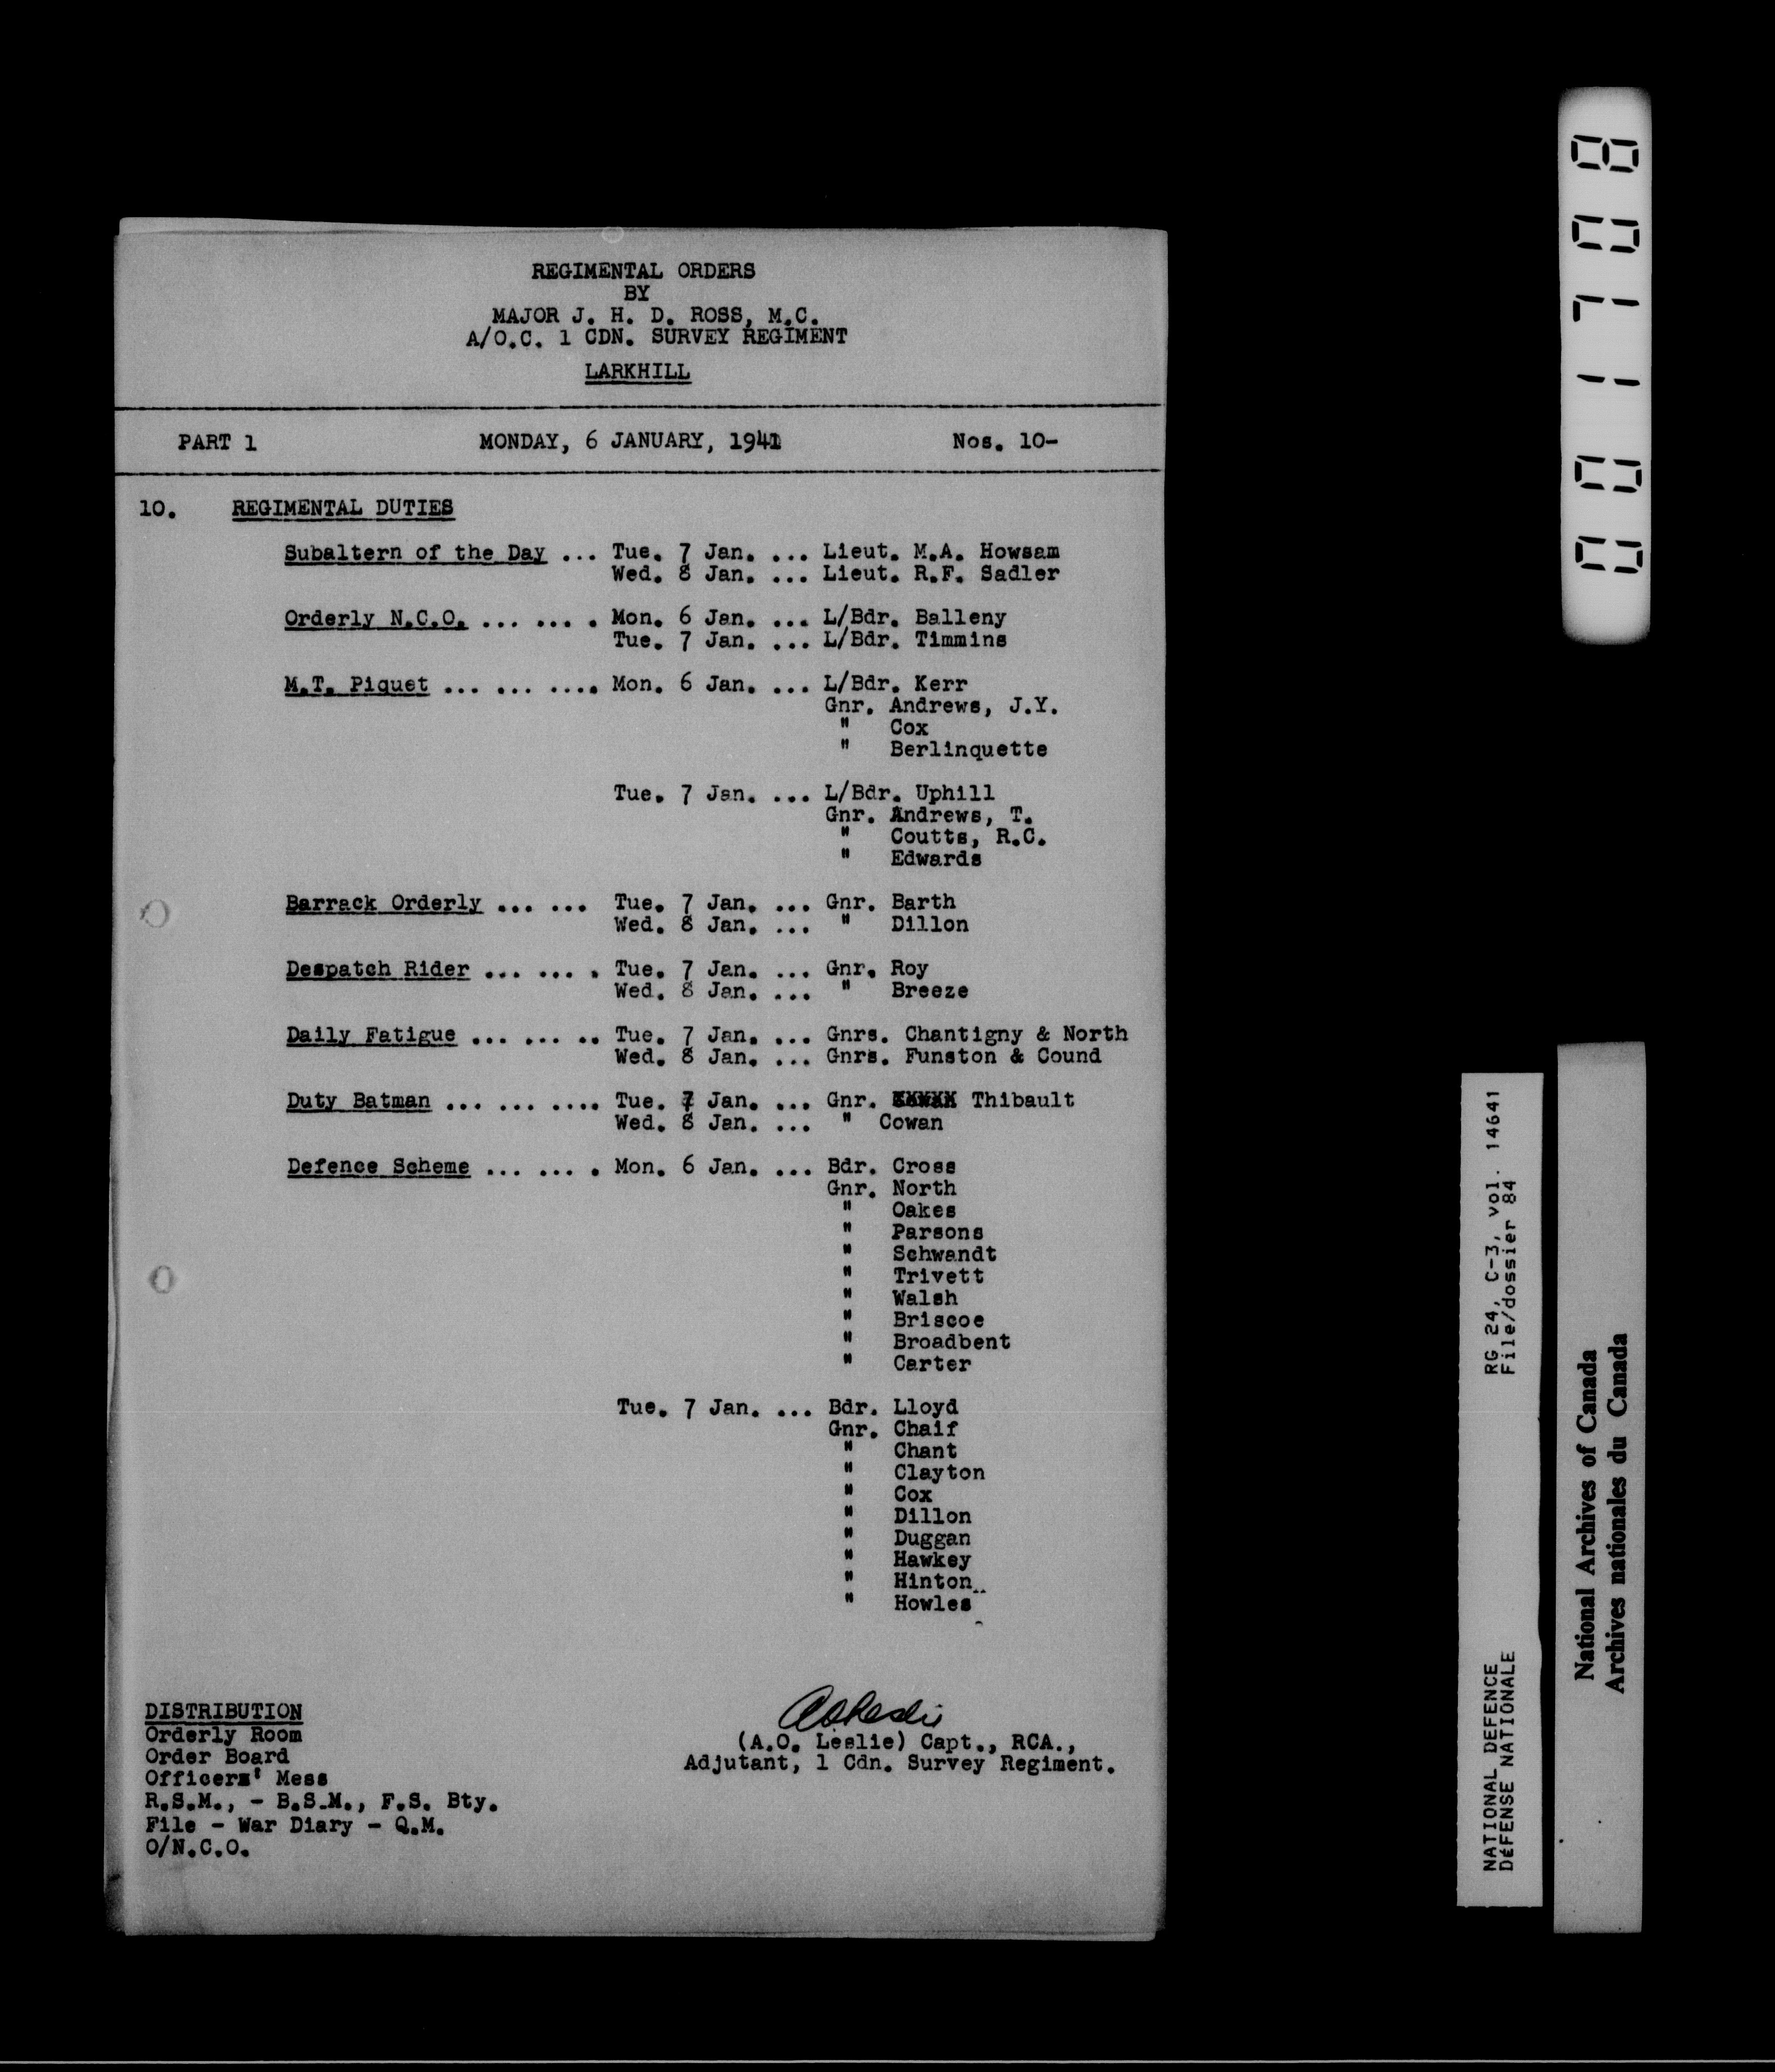 REGIMENTAL ORDERS
BY
MAJOR J. H. D. ROSS, M.C.
A/O.C. 1 CDN. SURVEY REGIMENT
LARKHILL
PART 1 MONDAY, 6 JANUARY, 1941 Nos. 10-
10. REGIMENTAL DUTIES
Subaltern of the Day ... Tue. 7 Jan. ... Lieut. M.A. Howsam
Wed. 8 Jan. ... Lieut. R.F. Sadler
Orderly N.C.O. ... ... . Mon. 6 Jan. ... L/Bdr. Balleny
Tue. 7 Jan. ... L/Bdr. Timmins
M.T. Piquet ... ... .... Mon. 6 Jan. ... L/Bdr. Kerr
Gnr. Andrews, J.Y.
" Cox
" Berlinquette
Tue. 7 Jan. ... L/Bdr. Uphill
Gnr. Andrews, T.
" Coutts, R.C.
" Edwards
Barrack Orderly ... ... Tue. 7 Jan. ... Gnr. Barth
Wed. 8 Jan. ... " Dillon
Despatch Rider ... ... . Tue. 7 Jan. ... Gnr. Roy
Wed. 8 Jan. ... " Breeze
Daily Fatigue ... ... .. Tue. 7 Jan. ... Gnrs. Chantigny & North
Wed. 8 Jan. ... Gnrs. Funston & Cound
Duty Batman ... ... .... Tue. 7 Jan. ... Gnr. Thibault
Wed. 8 Jan. ... " Cowan
Defence Scheme ... ... . Mon. 6 Jan. ... Bdr. Cross
Gnr. North
" Oakes
" Parsons
" Schwandt
" Trivett
" Walsh
" Briscoe
" Broadbent
" Carter
Tue. 7 Jan. ... Bdr. Lloyd
Gnr. Chaif
" Chant
" Clayton
" Cox
" Dillon
" Duggan
" Hawkey
" Hinton
" Howles
DISTRIBUTION
Orderly Room
Order Board
Officers' Mess
R.S.M., - B.S.M., F.S. Bty.
File - War Diary - Q.M.
O/N.C.O.
(A.O. Leslie) Capt., RCA.,
Adjutant, 1 Cdn. Survey Regiment.
001708
RG 24, C-3, vol. 14641
File/dossier 84
NATIONAL DEFENCE
DÉFENSE NATIONALE
National Archives of Canada
Archives nationales du Canada